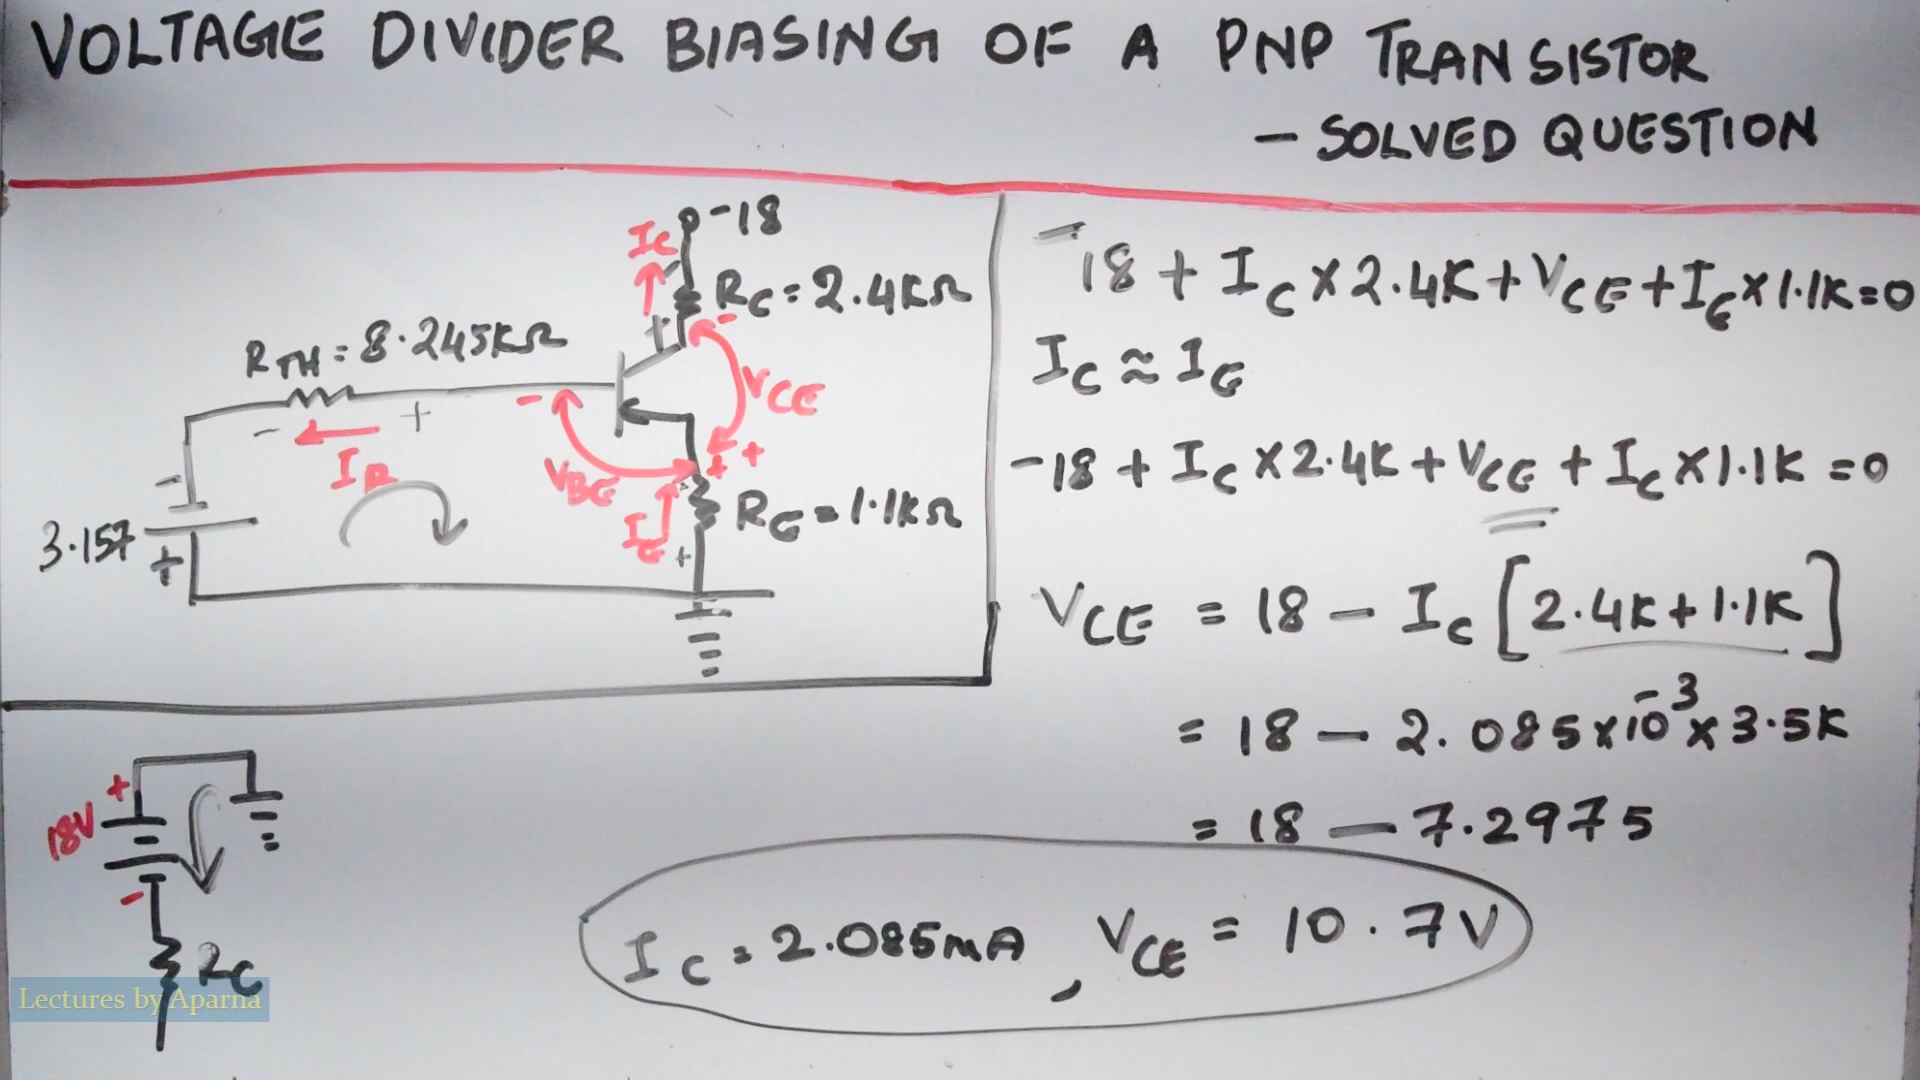 VOLTAGE DIVIDER BIASING OF A PNP TRANSISTOR
- SOLVED QUESTION
-18
IC
RC = 2.4KΩ
+
-
RTH = 8.245KΩ
VCE
-
- +
IB
VBE
+ +
3.157
-
+
IE
RE = 1.1KΩ
+
-18 + IC X 2.4K + VCE + IE X 1.1K = 0
IC ≈ IE
-18 + IC X 2.4K + VCE + IC X 1.1K = 0
VCE = 18 - IC [2.4K + 1.1K]
= 18 - 2.085 x 10⁻³ x 3.5K
= 18 - 7.2975
IC = 2.085mA, VCE = 10.7V
+
18V
-
RC
Lectures by Aparna